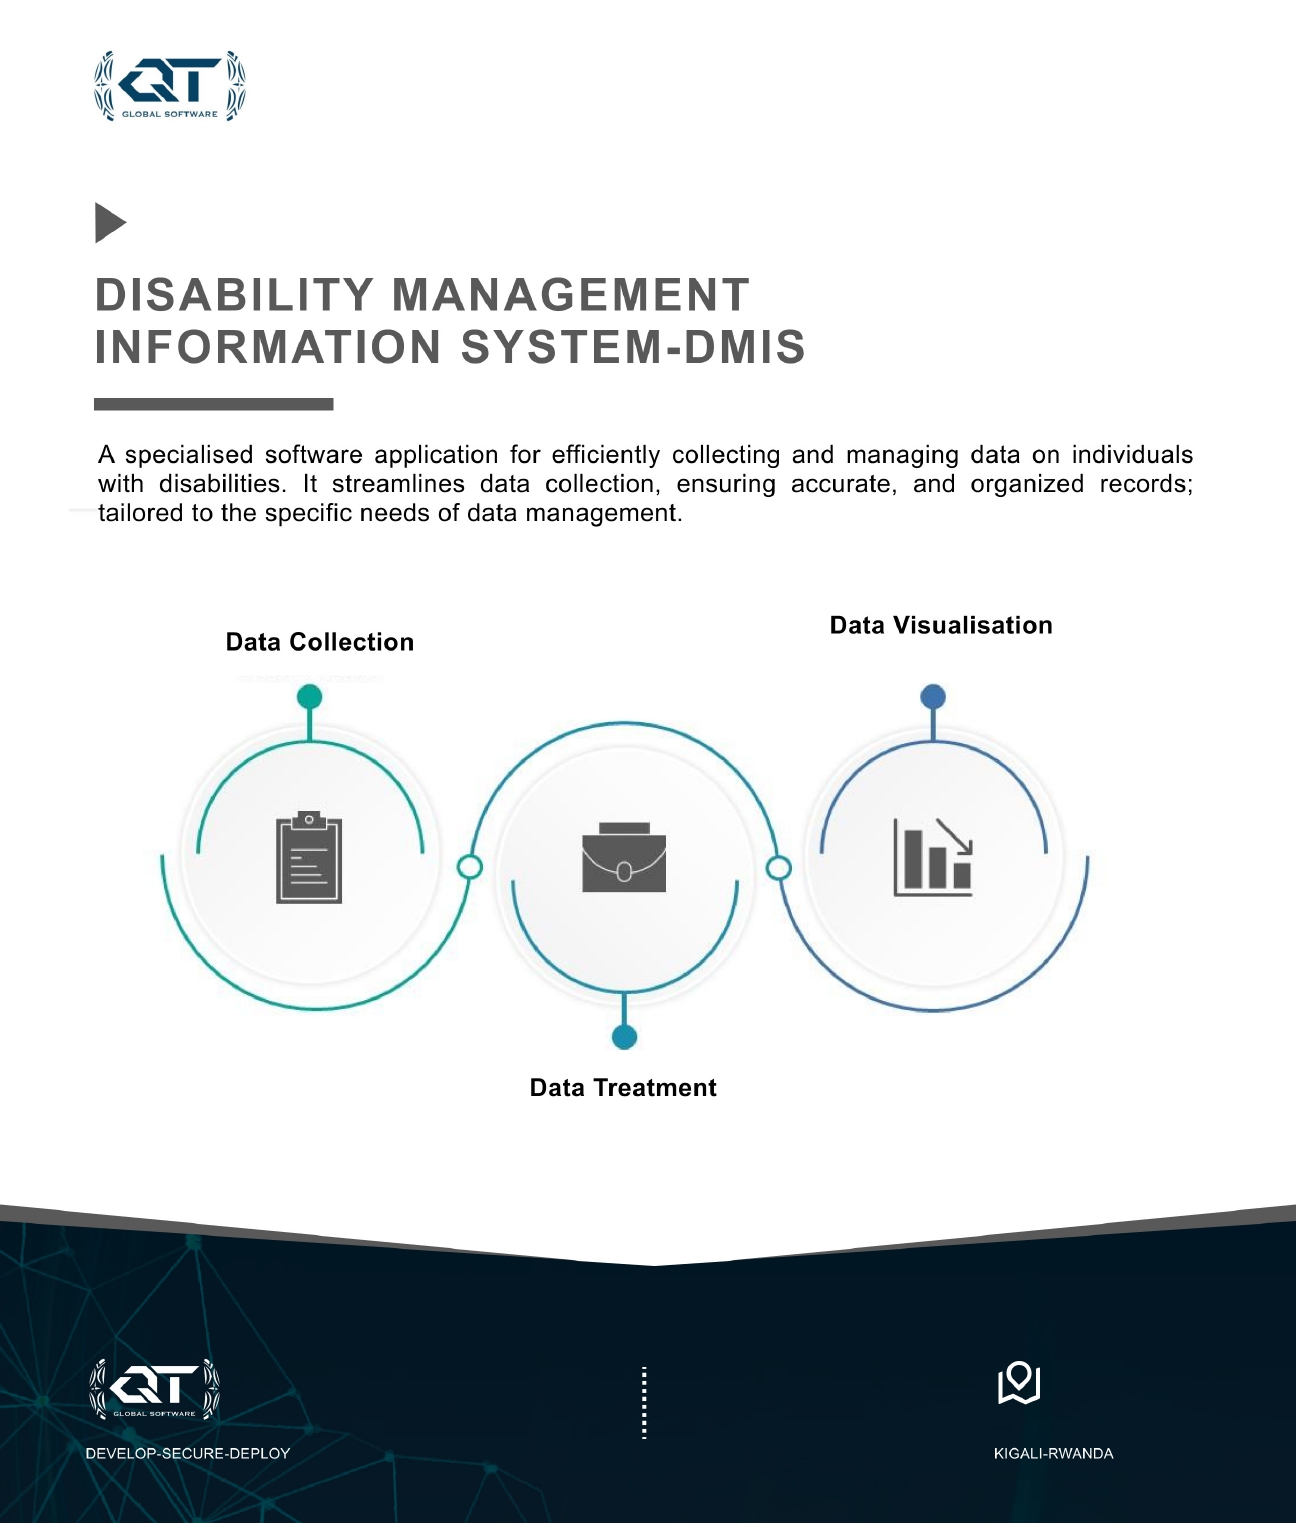 QT
GLOBAL SOFTWARE
DISABILITY MANAGEMENT
INFORMATION SYSTEM-DMIS
A specialised software application for efficiently collecting and managing data on individuals
with disabilities. It streamlines data collection, ensuring accurate, and organized records;
tailored to the specific needs of data management.
Data Collection
Data Visualisation
Data Treatment
QT
GLOBAL SOFTWARE
DEVELOP-SECURE-DEPLOY
KIGALI-RWANDA